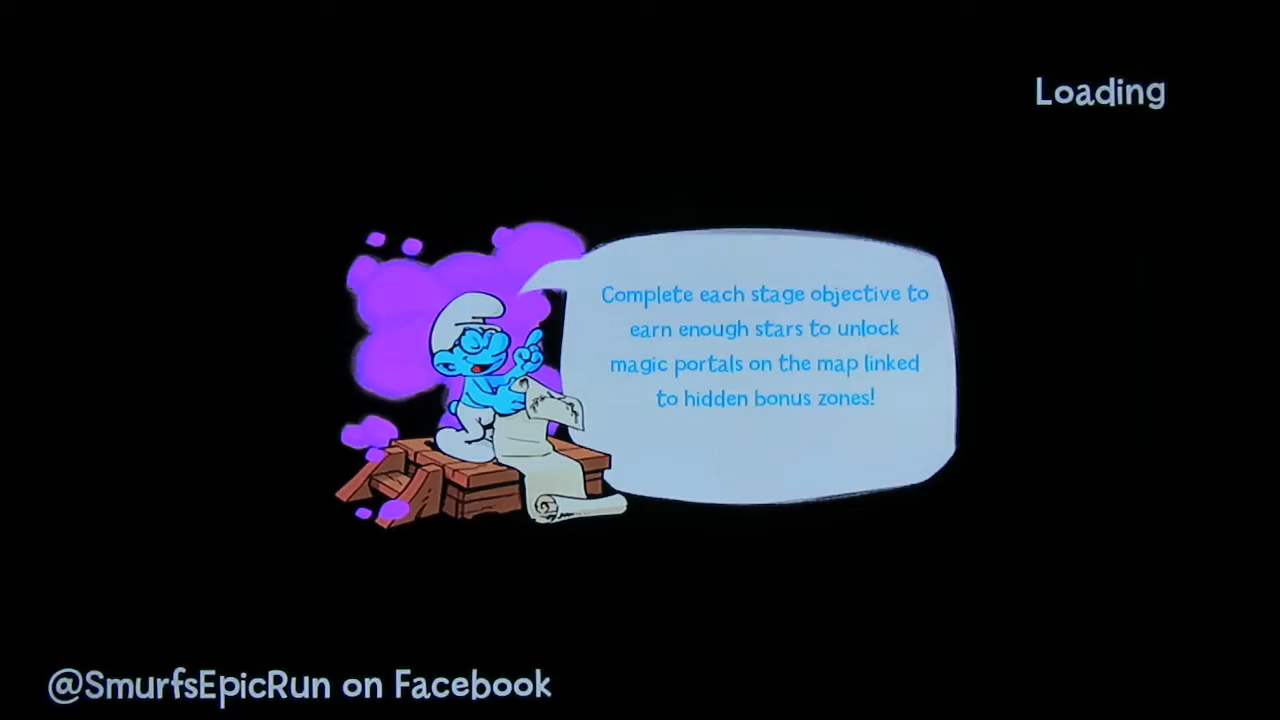 Loading
Complete each stage objective to
earn enough stars to unlock
magic portals on the map linked
to hidden bonus zones!
@SmurfsEpicRun on Facebook